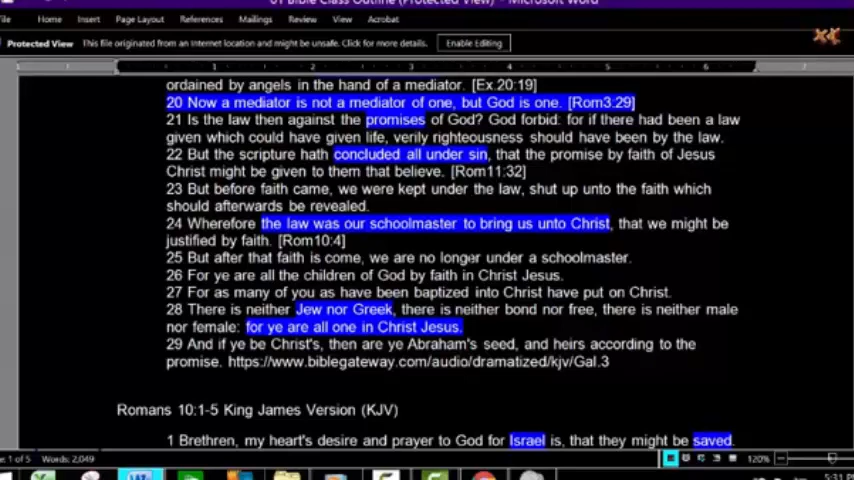 01 Bible Class Outline (Protected View) - Microsoft Word
File Home Insert Page Layout References Mailings Review View Acrobat
Protected View This file originated from an Internet location and might be unsafe. Click for more details. Enable Editing
ordained by angels in the hand of a mediator. [Ex.20:19]
20 Now a mediator is not a mediator of one, but God is one. [Rom3:29]
21 Is the law then against the promises of God? God forbid: for if there had been a law
given which could have given life, verily righteousness should have been by the law.
22 But the scripture hath concluded all under sin, that the promise by faith of Jesus
Christ might be given to them that believe. [Rom11:32]
23 But before faith came, we were kept under the law, shut up unto the faith which
should afterwards be revealed.
24 Wherefore the law was our schoolmaster to bring us unto Christ, that we might be
justified by faith. [Rom10:4]
25 But after that faith is come, we are no longer under a schoolmaster.
26 For ye are all the children of God by faith in Christ Jesus.
27 For as many of you as have been baptized into Christ have put on Christ.
28 There is neither Jew nor Greek, there is neither bond nor free, there is neither male
nor female: for ye are all one in Christ Jesus.
29 And if ye be Christ's, then are ye Abraham's seed, and heirs according to the
promise. https://www.biblegateway.com/audio/dramatized/kjv/Gal.3
Romans 10:1-5 King James Version (KJV)
1 Brethren, my heart's desire and prayer to God for Israel is, that they might be saved.
e: 1 of 5 Words: 2,049 120%
5:31 PM